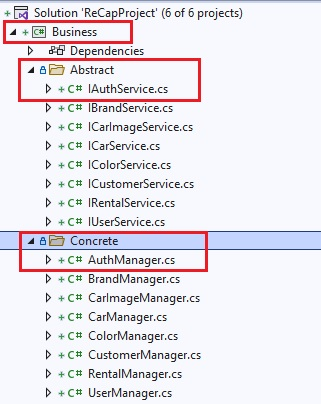 Solution 'ReCapProject' (6 of 6 projects)
C# Business
Dependencies
Abstract
C# IAuthService.cs
C# IBrandService.cs
C# ICarImageService.cs
C# ICarService.cs
C# IColorService.cs
C# ICustomerService.cs
C# IRentalService.cs
C# IUserService.cs
Concrete
C# AuthManager.cs
C# BrandManager.cs
C# CarImageManager.cs
C# CarManager.cs
C# ColorManager.cs
C# CustomerManager.cs
C# RentalManager.cs
C# UserManager.cs